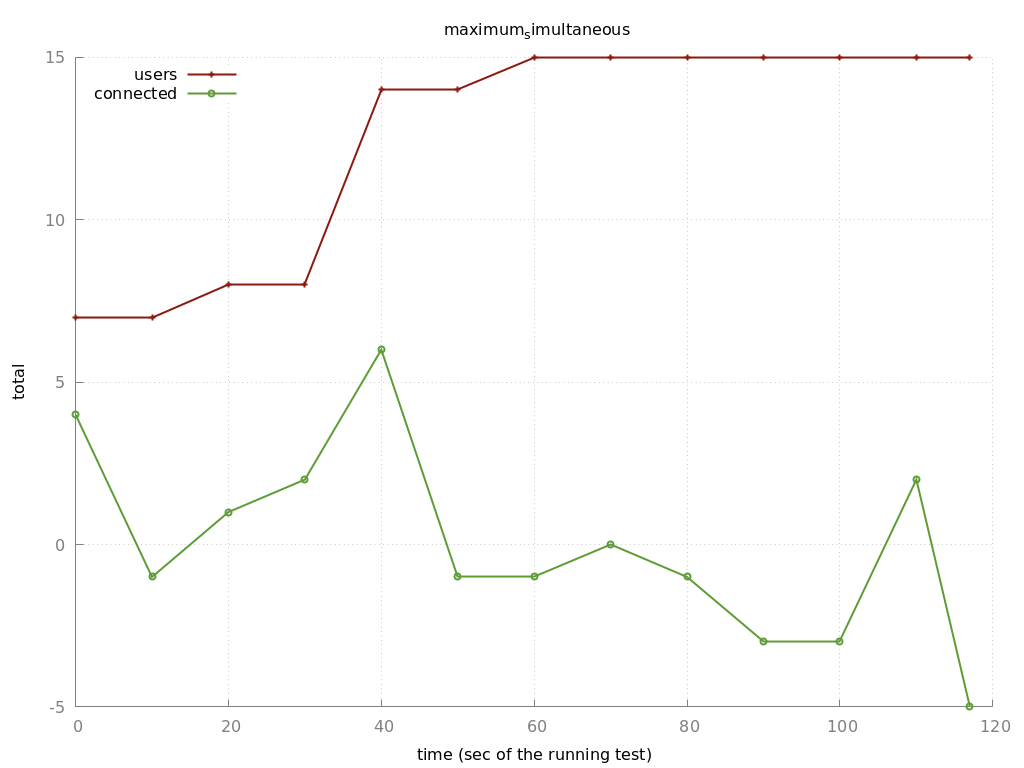 maximumsimultaneous
users
connected
15
10
5
0
-5
total
0 20 40 60 80 100 120
time (sec of the running test)